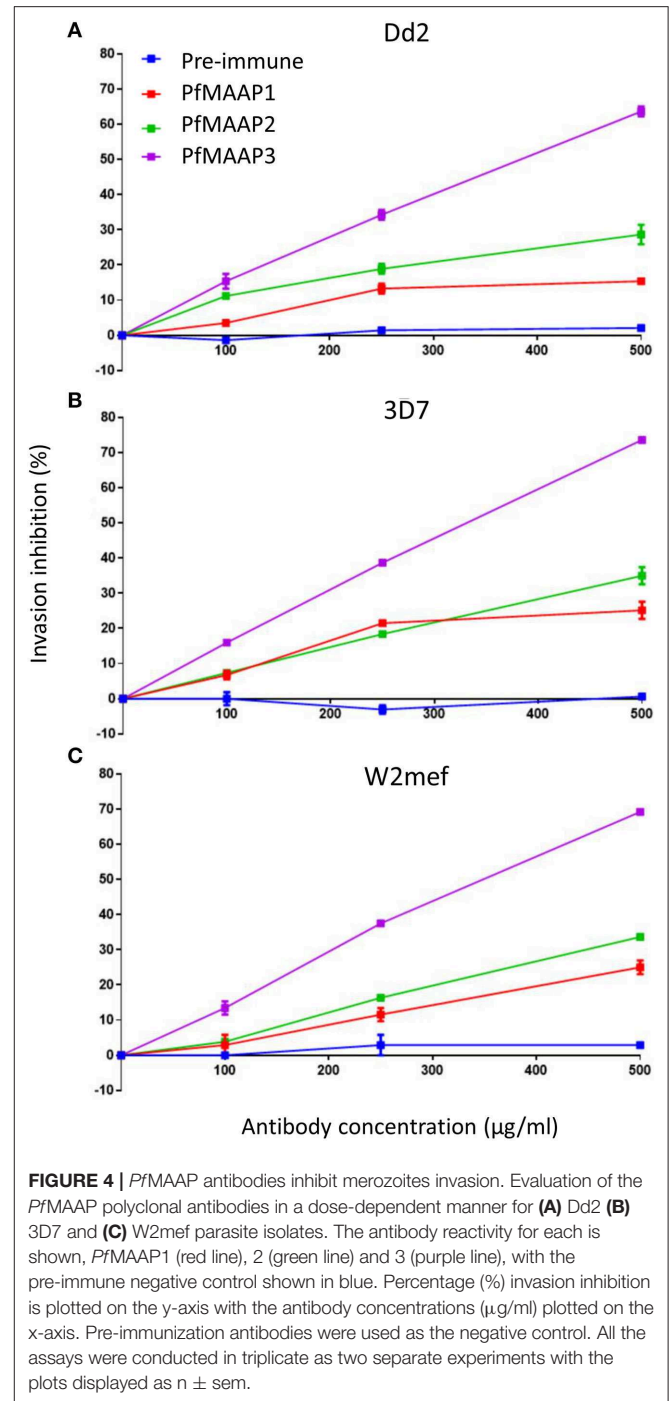 A
Dd2
80
70
60
50
40
30
20
10
0
-10
Pre-immune
PfMAAP1
PfMAAP2
PfMAAP3
100 200 300 400 500
B
3D7
80
70
60
50
40
30
20
10
0
-10
100 200 300 400 500
Invasion inhibition (%)
C
W2mef
80
70
60
50
40
30
20
10
0
-10
100 200 300 400 500
Antibody concentration (µg/ml)
FIGURE 4 | PfMAAP antibodies inhibit merozoites invasion. Evaluation of the
PfMAAP polyclonal antibodies in a dose-dependent manner for (A) Dd2 (B)
3D7 and (C) W2mef parasite isolates. The antibody reactivity for each is
shown, PfMAAP1 (red line), 2 (green line) and 3 (purple line), with the
pre-immune negative control shown in blue. Percentage (%) invasion inhibition
is plotted on the y-axis with the antibody concentrations (µg/ml) plotted on the
x-axis. Pre-immunization antibodies were used as the negative control. All the
assays were conducted in triplicate as two separate experiments with the
plots displayed as n ± sem.